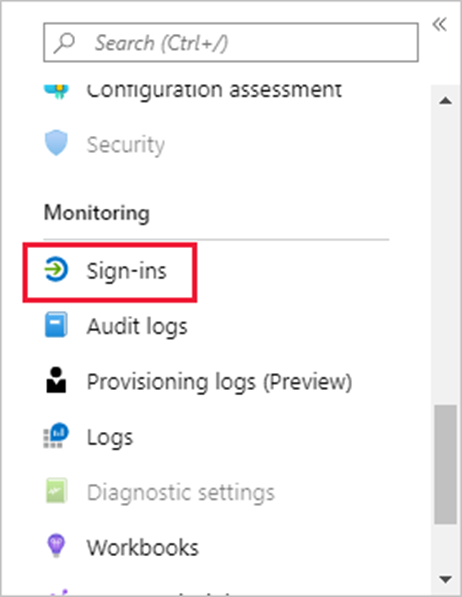 Search (Ctrl+/)
Configuration assessment
Security
Monitoring
Sign-ins
Audit logs
Provisioning logs (Preview)
Logs
Diagnostic settings
Workbooks